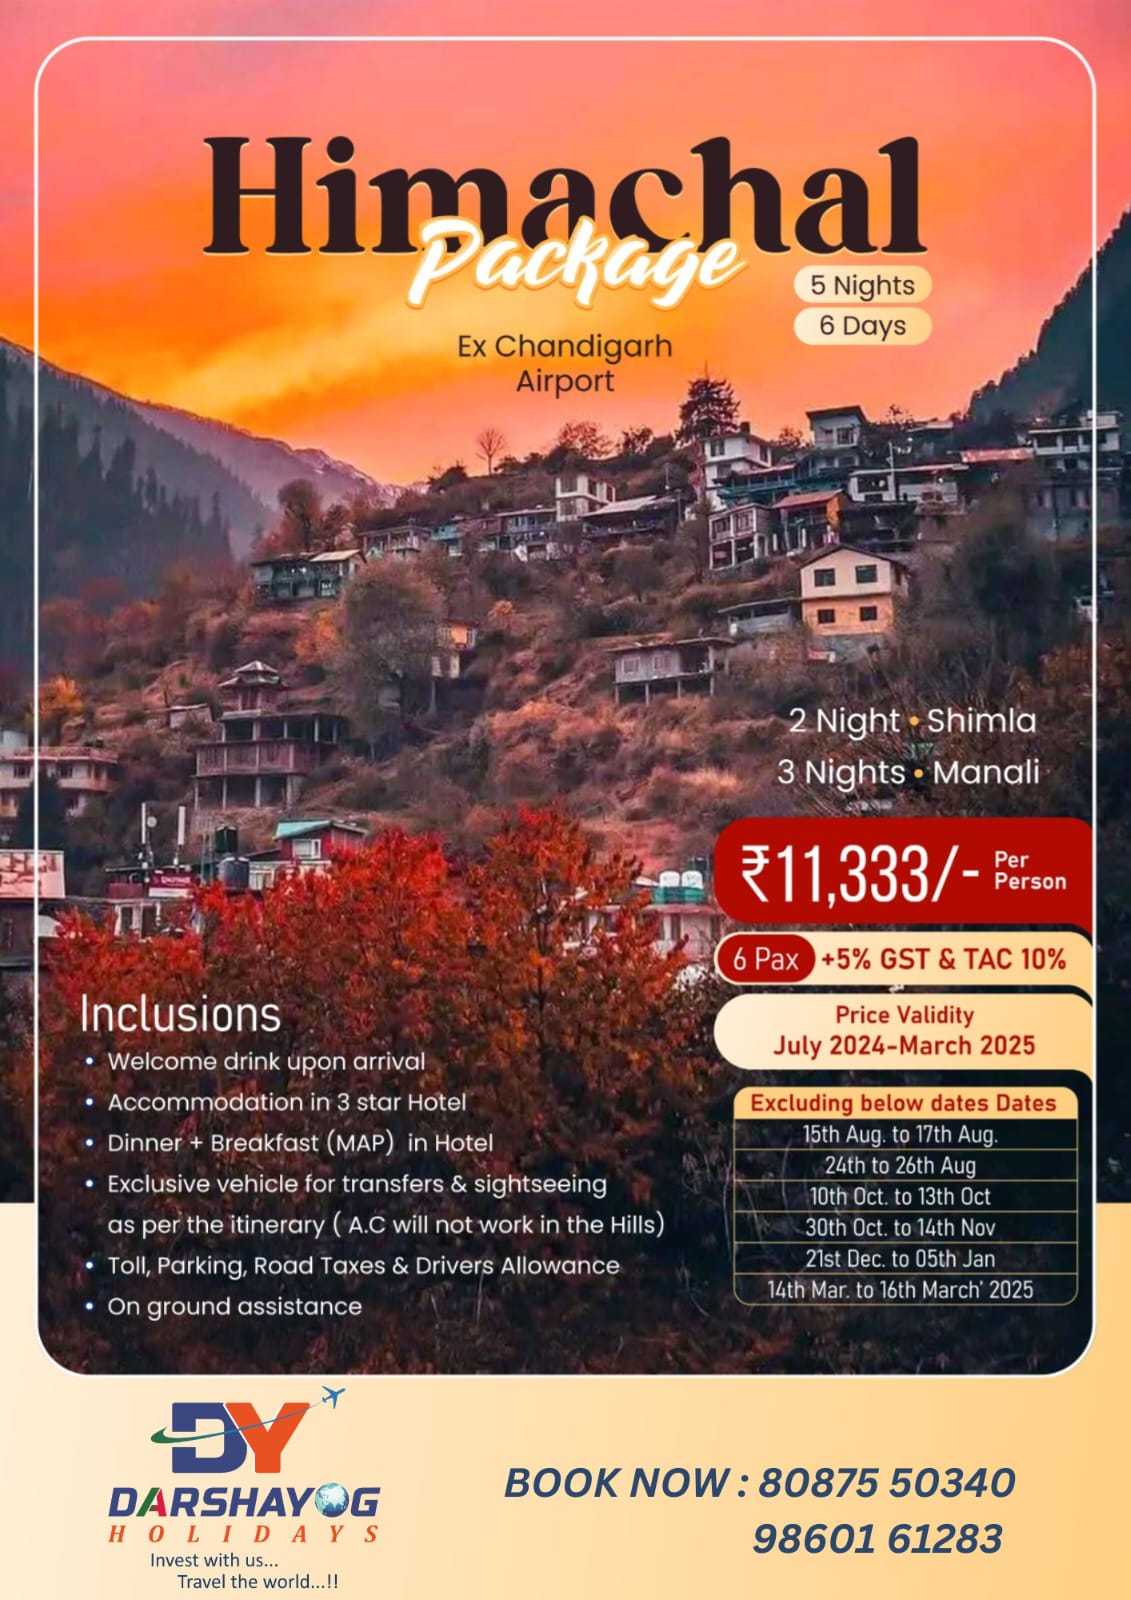 Himachal
Package
5 Nights
6 Days
Ex Chandigarh
Airport
2 Night • Shimla
3 Nights • Manali
₹11,333/- Per Person
6 Pax +5% GST & TAC 10%
Price Validity
July 2024-March 2025
Excluding below dates Dates
15th Aug. to 17th Aug.
24th to 26th Aug
10th Oct. to 13th Oct
30th Oct. to 14th Nov
21st Dec. to 05th Jan
14th Mar. to 16th March' 2025
Inclusions
• Welcome drink upon arrival
• Accommodation in 3 star Hotel
• Dinner + Breakfast (MAP) in Hotel
• Exclusive vehicle for transfers & sightseeing
as per the itinerary ( A.C will not work in the Hills)
• Toll, Parking, Road Taxes & Drivers Allowance
• On ground assistance
DY
DARSHAYOG
HOLIDAYS
Invest with us...
Travel the world...!!
BOOK NOW : 80875 50340
98601 61283